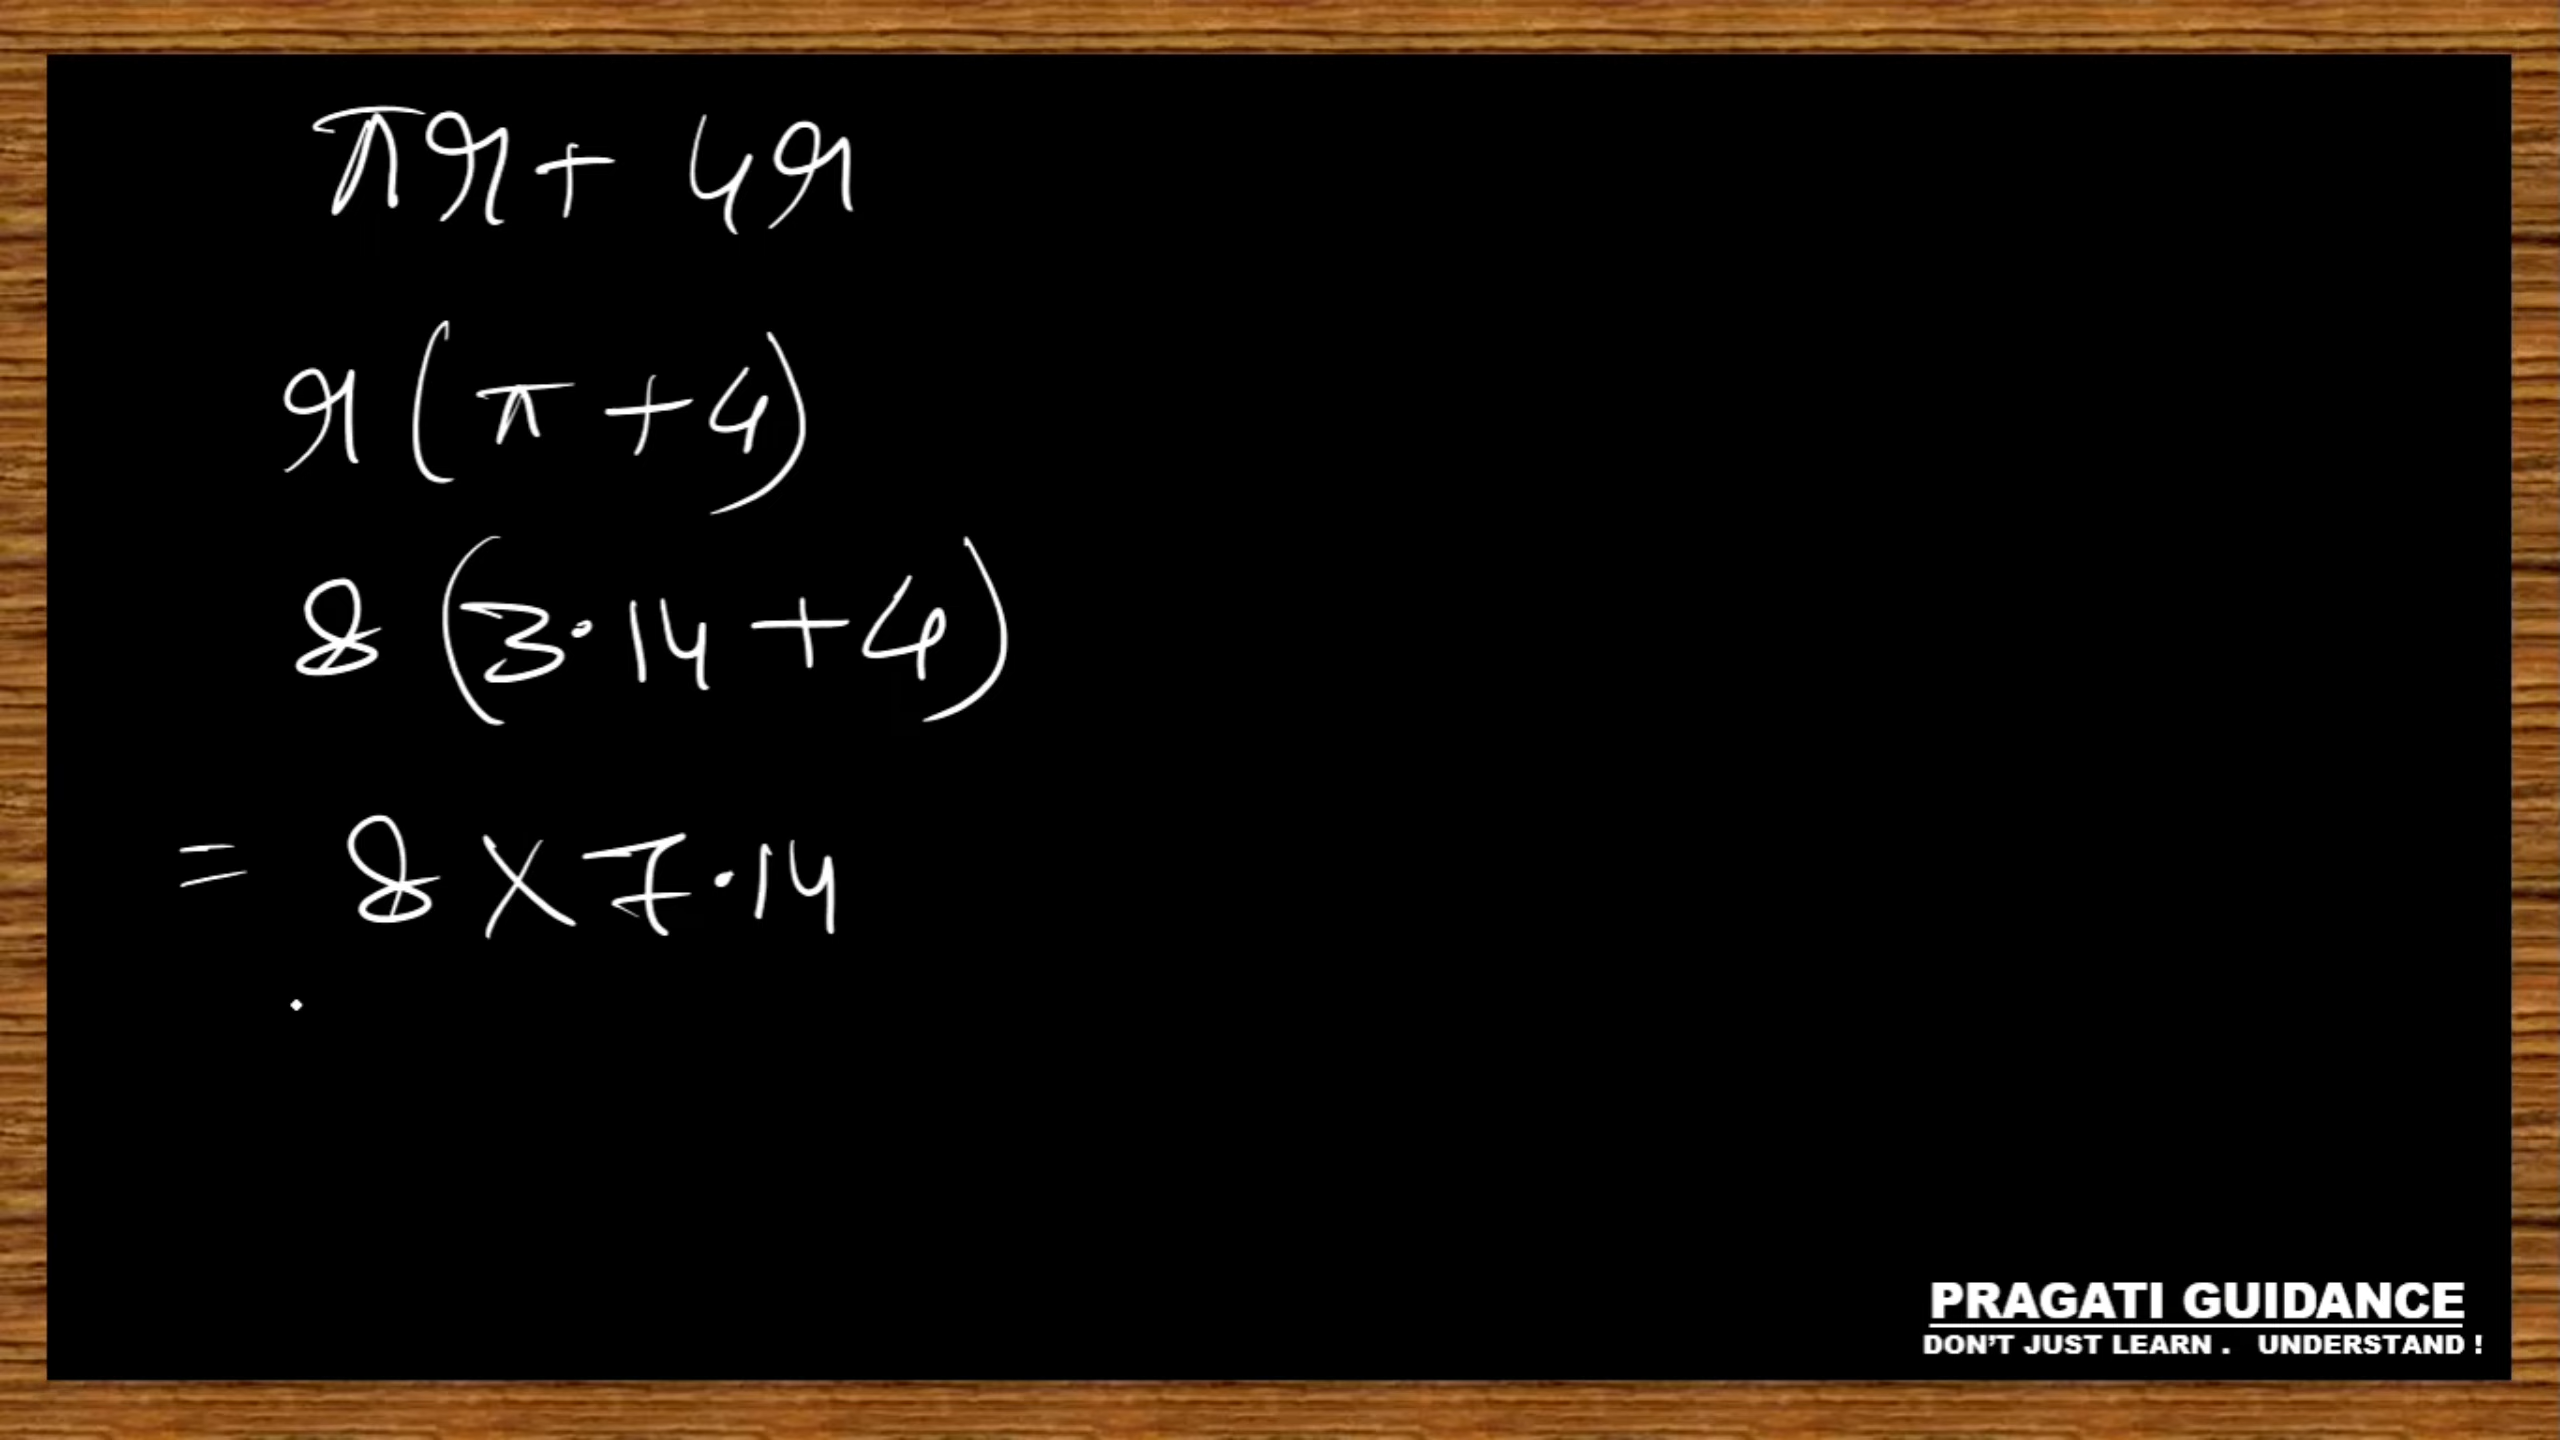 πr + 4r
r(π + 4)
8(3·14 + 4)
= 8 × 7·14
PRAGATI GUIDANCE
DON'T JUST LEARN . UNDERSTAND !